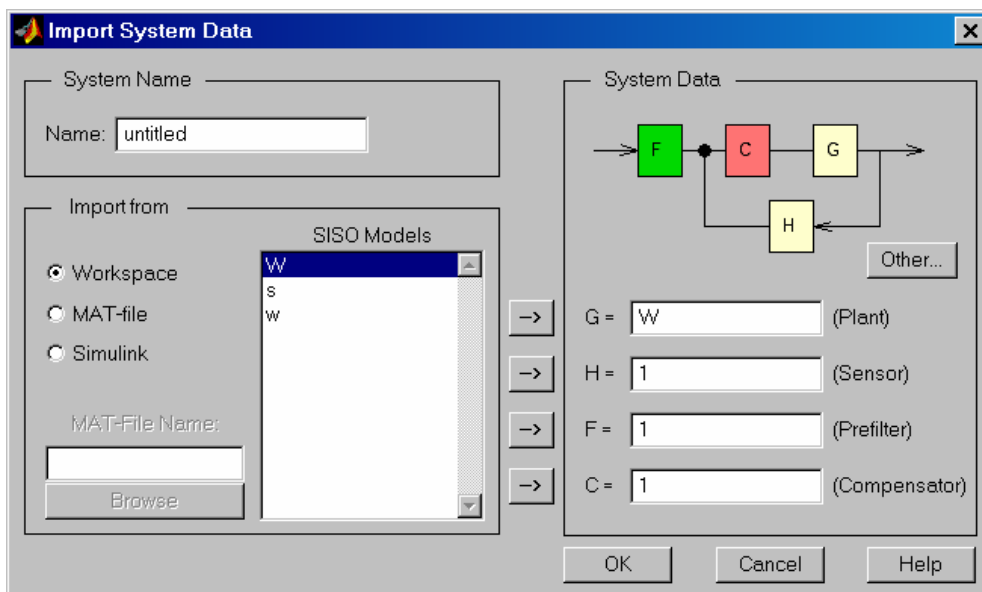 Import System Data
System Name
Name: untitled
Import from
SISO Models
Workspace
MAT-file
Simulink
W
s
w
MAT-File Name:
Browse
System Data
F
C
G
H
Other...
--> G = W (Plant)
--> H = 1 (Sensor)
--> F = 1 (Prefilter)
--> C = 1 (Compensator)
OK Cancel Help